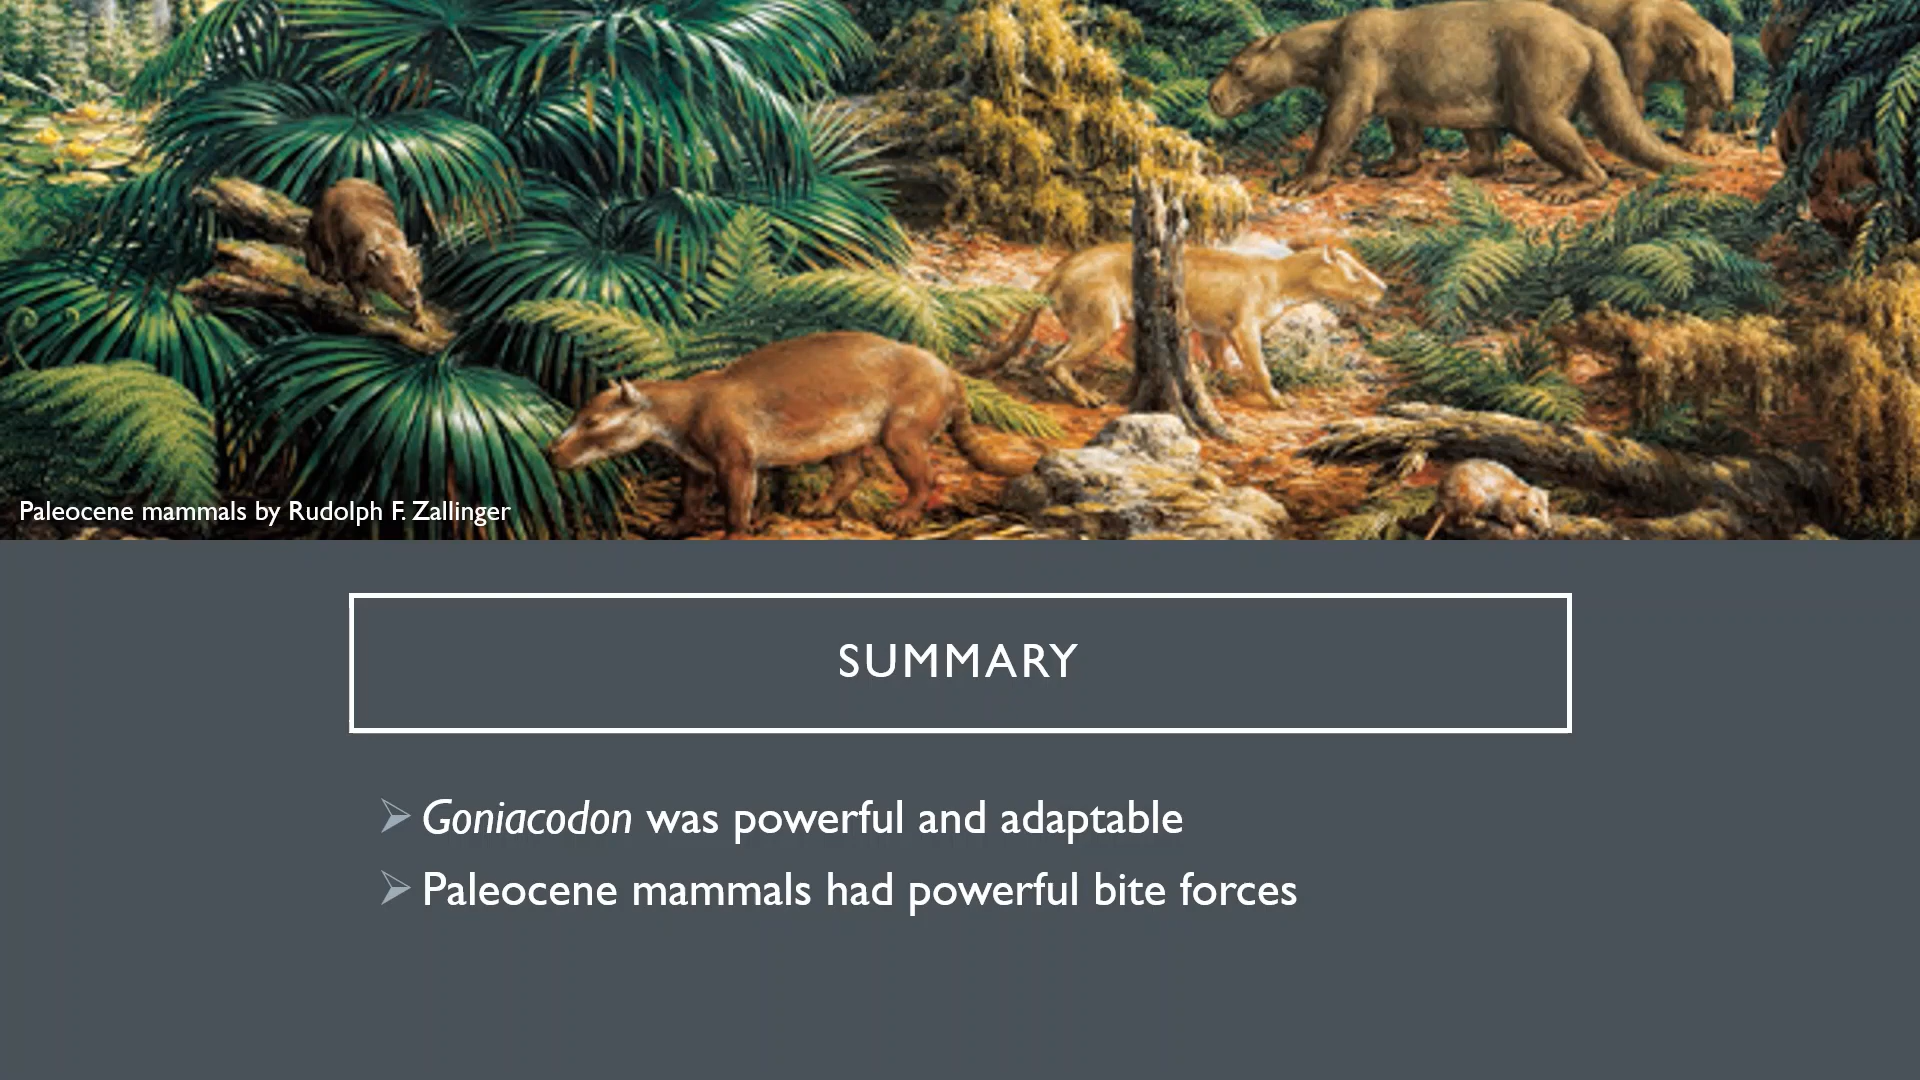 Paleocene mammals by Rudolph F. Zallinger
SUMMARY
Goniacodon was powerful and adaptable
Paleocene mammals had powerful bite forces